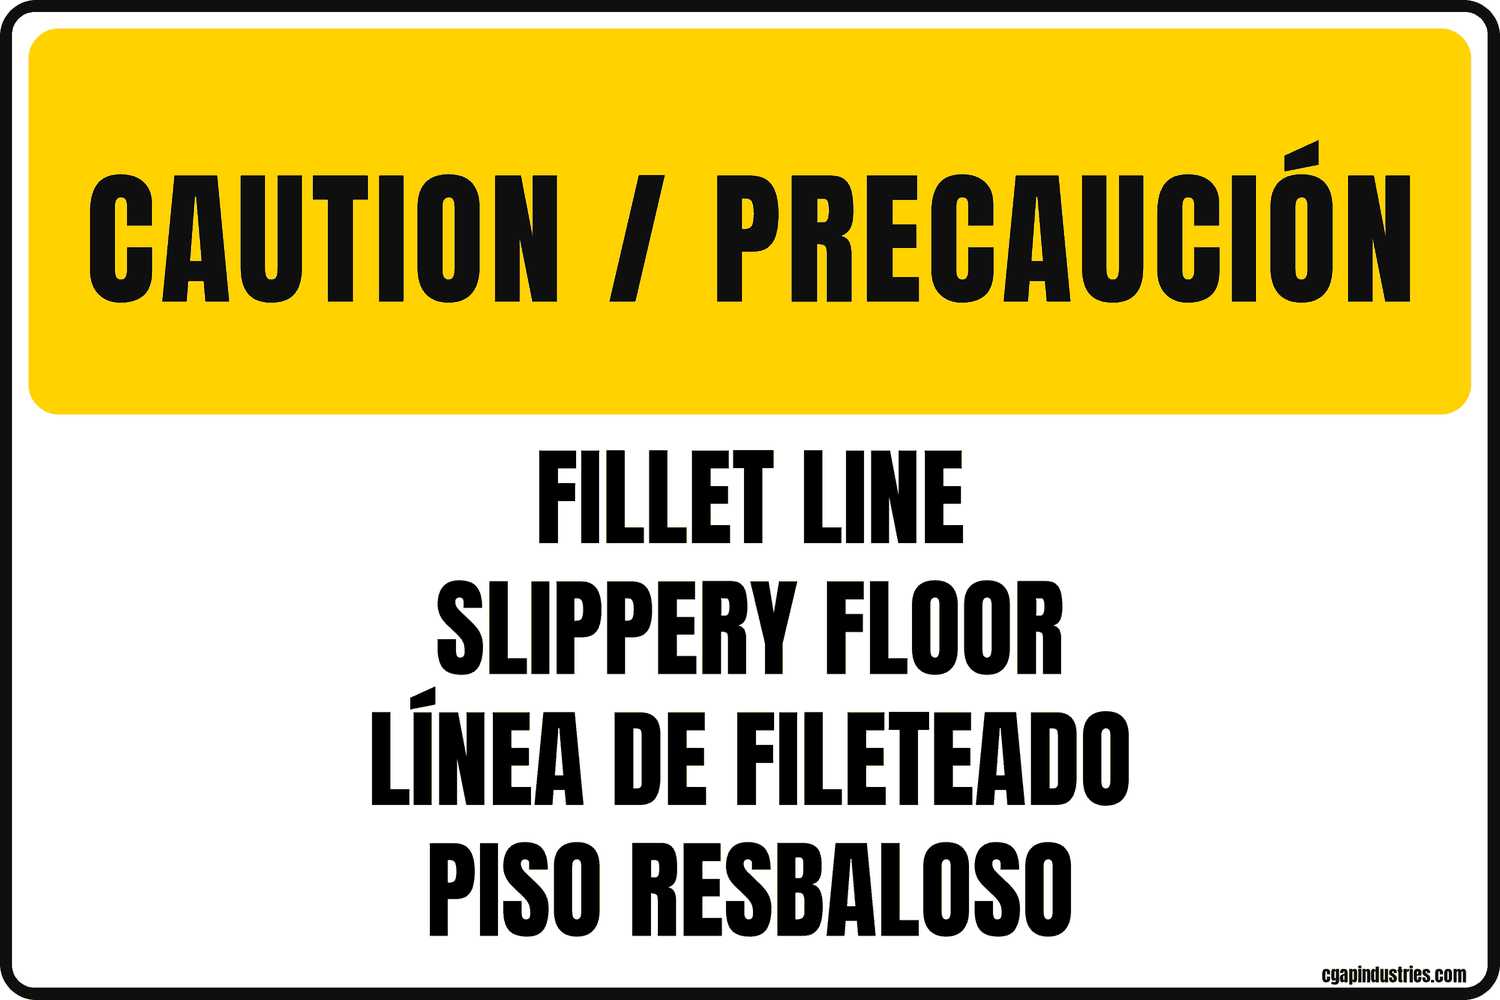 CAUTION / PRECAUCIÓN
FILLET LINE
SLIPPERY FLOOR
LÍNEA DE FILETEADO
PISO RESBALOSO
cgapindustries.com